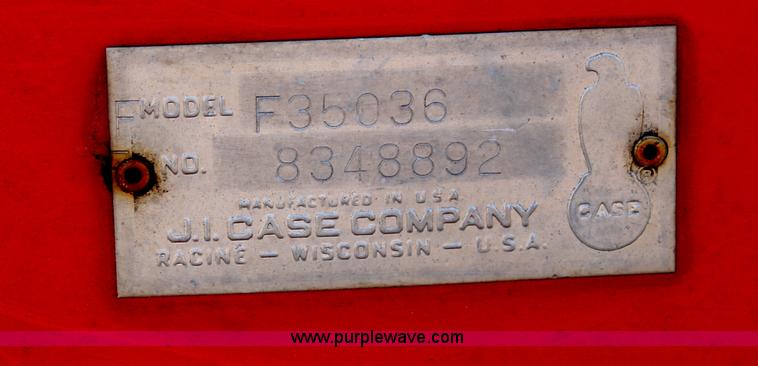 MODEL F35036
NO. 8348892
MANUFACTURED IN U.S.A.
J.I. CASE COMPANY
RACINE — WISCONSIN — U.S.A.
CASE
®
www.purplewave.com